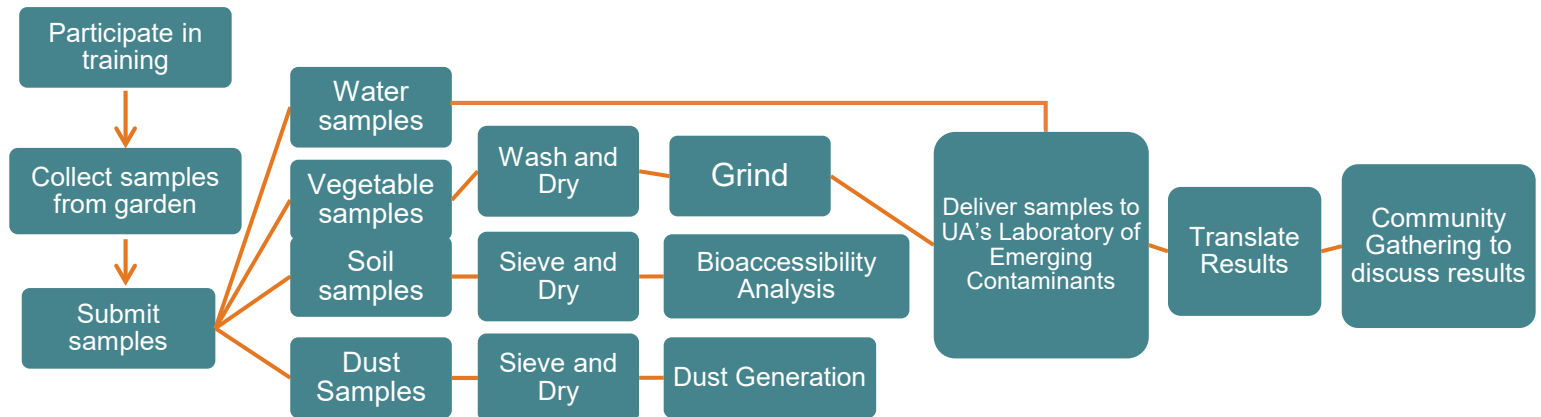 Participate in
training
Collect samples
from garden
Submit
samples
Water
samples
Vegetable
samples
Wash and
Dry
Grind
Soil
samples
Sieve and
Dry
Bioaccessibility
Analysis
Dust
Samples
Sieve and
Dry
Dust Generation
Deliver samples to
UA's Laboratory of
Emerging
Contaminants
Translate
Results
Community
Gathering to
discuss results